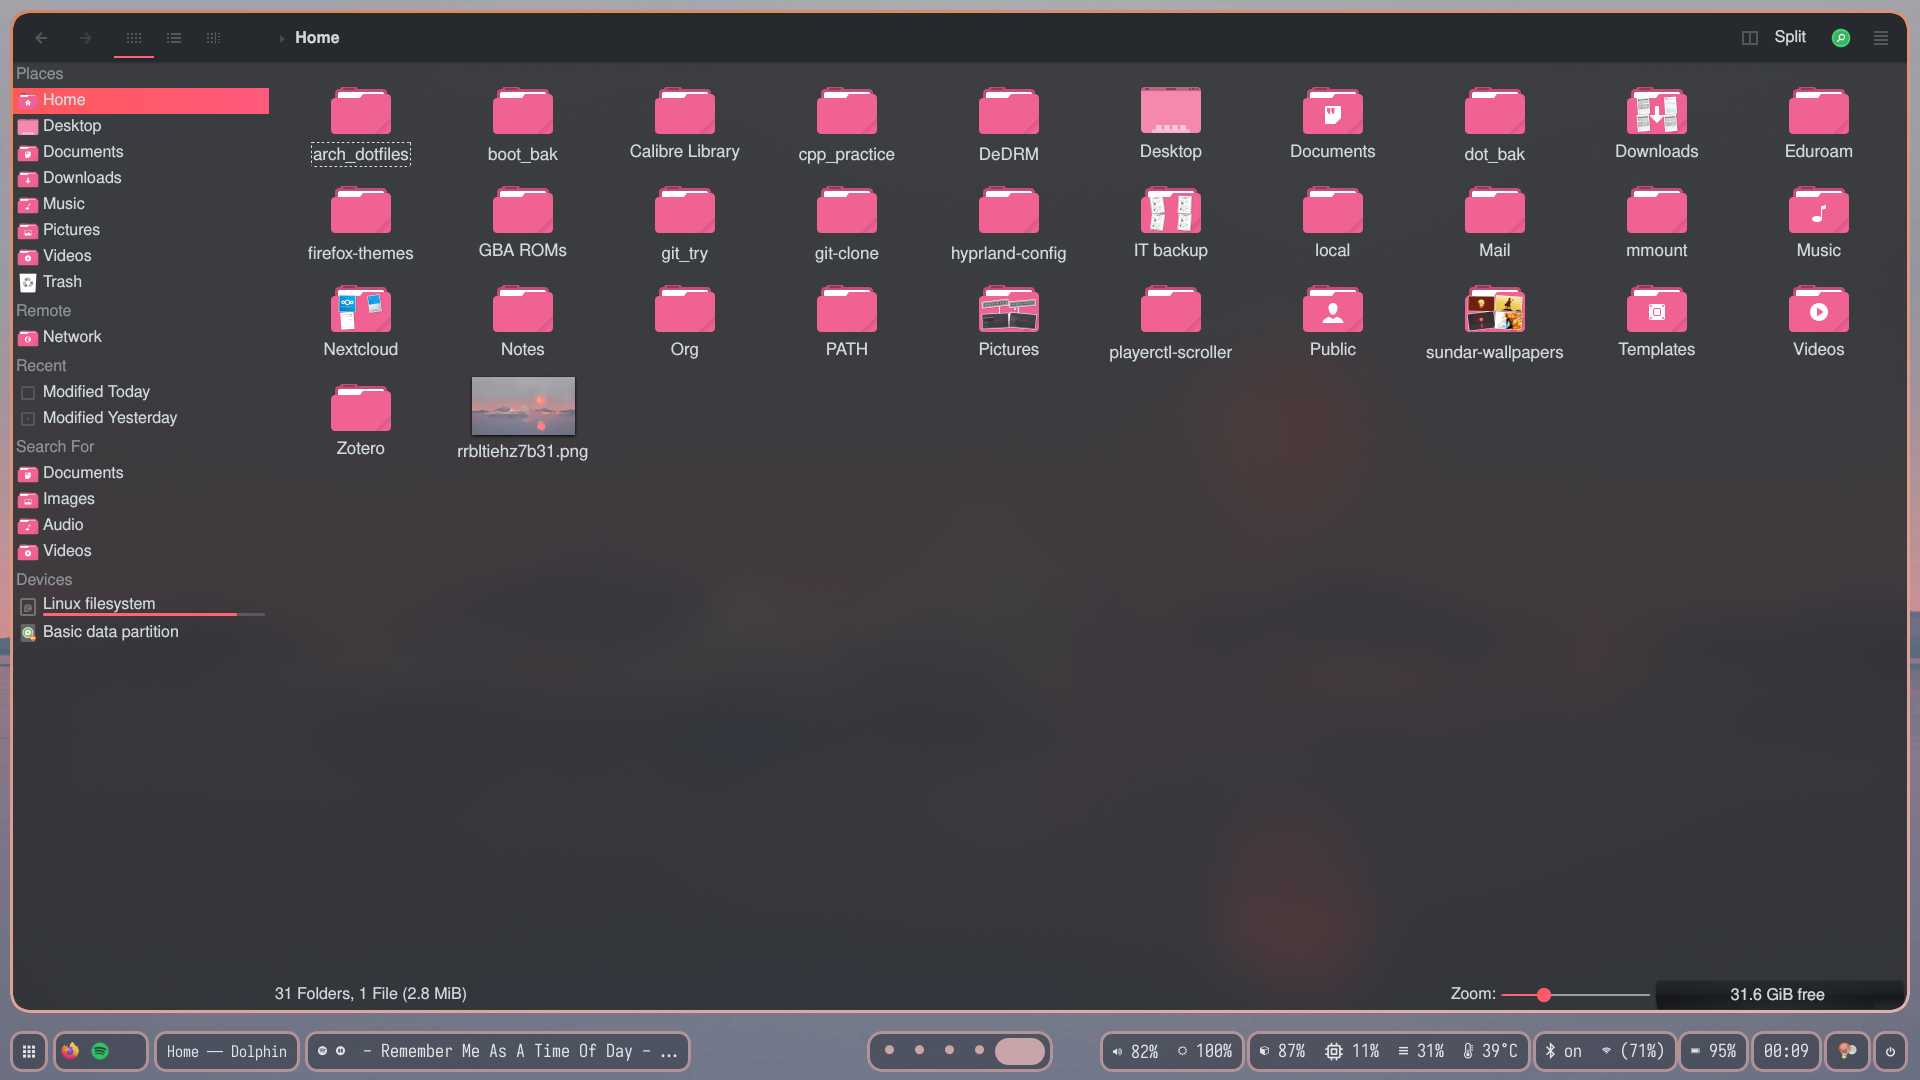 Home
Split
Places
Home
Desktop
Documents
Downloads
Music
Pictures
Videos
Trash
Remote
Network
Recent
Modified Today
Modified Yesterday
Search For
Documents
Images
Audio
Videos
Devices
Linux filesystem
Basic data partition
arch_dotfiles boot_bak Calibre Library cpp_practice DeDRM Desktop Documents dot_bak Downloads Eduroam
firefox-themes GBA ROMs git_try git-clone hyprland-config IT backup local Mail mmount Music
Nextcloud Notes Org PATH Pictures playerctl-scroller Public sundar-wallpapers Templates Videos
Zotero rrbltiehz7b31.png
31 Folders, 1 File (2.8 MiB)
Zoom:
31.6 GiB free
Home — Dolphin
- Remember Me As A Time Of Day - ...
82% 100% 87% 11% 31% 39°C on (71%) 95% 00:09